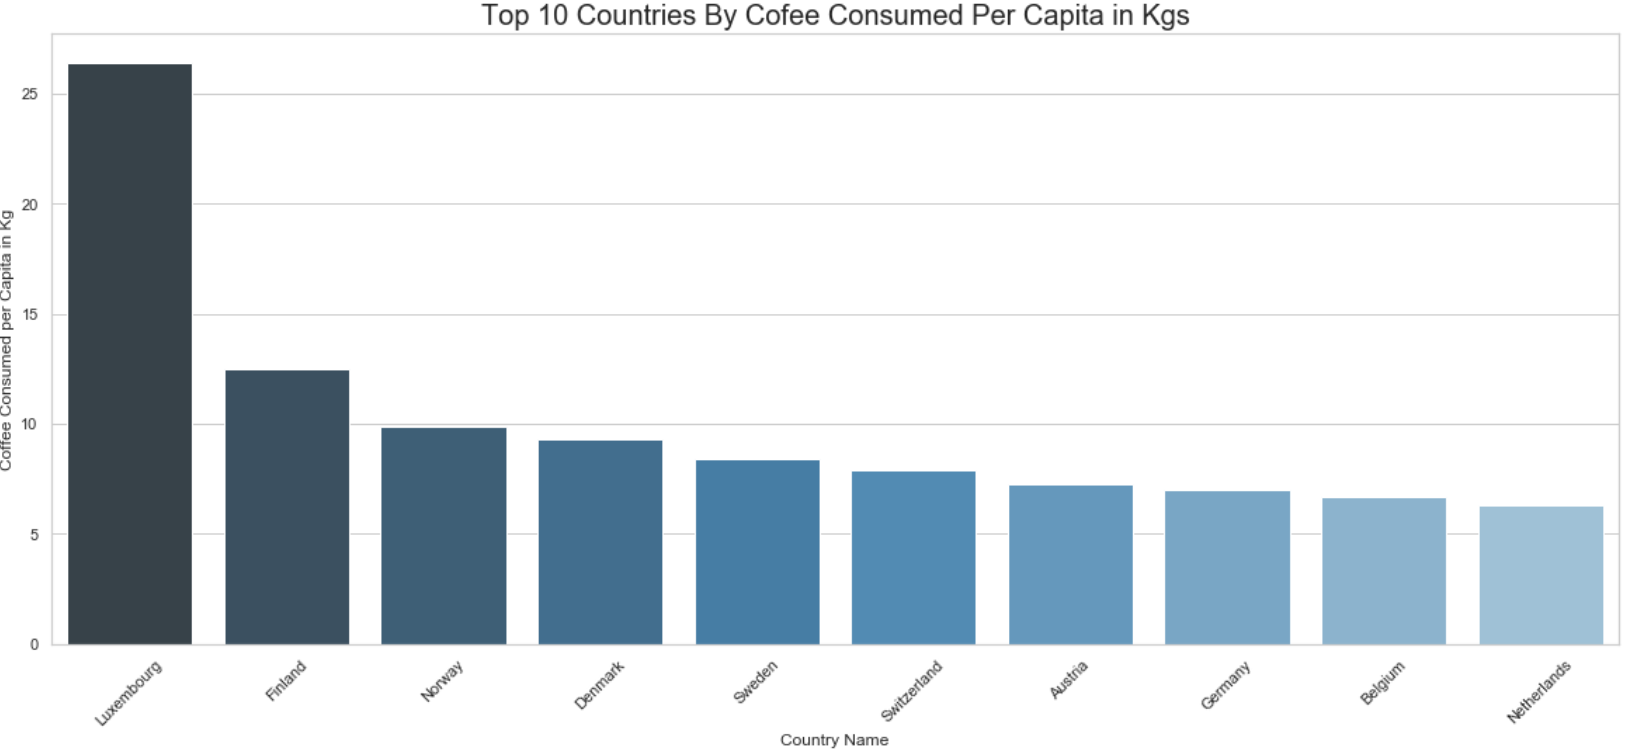 Top 10 Countries By Cofee Consumed Per Capita in Kgs
Coffee Consumed per Capita in Kg
25
20
15
10
5
0
Luxembourg
Finland
Norway
Denmark
Sweden
Switzerland
Austria
Germany
Belgium
Netherlands
Country Name